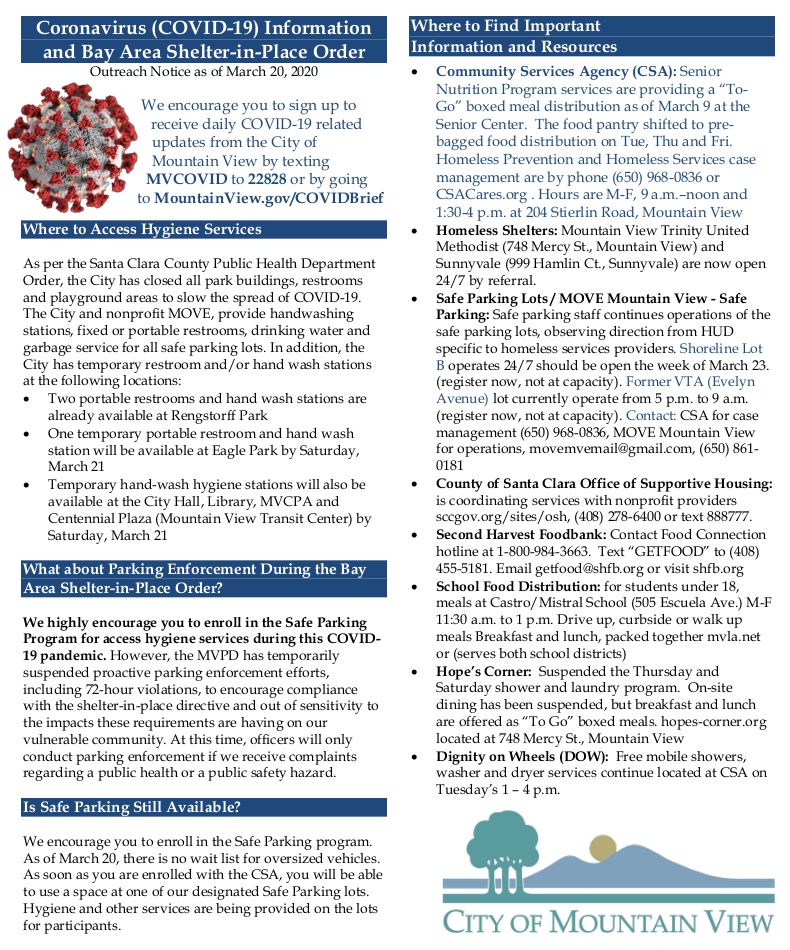 Coronavirus (COVID-19) Information
and Bay Area Shelter-in-Place Order
Outreach Notice as of March 20, 2020
We encourage you to sign up to
receive daily COVID-19 related
updates from the City of
Mountain View by texting
MVCOVID to 22828 or by going
to MountainView.gov/COVIDBrief
Where to Access Hygiene Services
As per the Santa Clara County Public Health Department
Order, the City has closed all park buildings, restrooms
and playground areas to slow the spread of COVID-19.
The City and nonprofit MOVE, provide handwashing
stations, fixed or portable restrooms, drinking water and
garbage service for all safe parking lots. In addition, the
City has temporary restroom and/or hand wash stations
at the following locations:
• Two portable restrooms and hand wash stations are
already available at Rengstorff Park
• One temporary portable restroom and hand wash
station will be available at Eagle Park by Saturday,
March 21
• Temporary hand-wash hygiene stations will also be
available at the City Hall, Library, MVCPA and
Centennial Plaza (Mountain View Transit Center) by
Saturday, March 21
What about Parking Enforcement During the Bay
Area Shelter-in-Place Order?
We highly encourage you to enroll in the Safe Parking
Program for access hygiene services during this COVID-
19 pandemic. However, the MVPD has temporarily
suspended proactive parking enforcement efforts,
including 72-hour violations, to encourage compliance
with the shelter-in-place directive and out of sensitivity to
the impacts these requirements are having on our
vulnerable community. At this time, officers will only
conduct parking enforcement if we receive complaints
regarding a public health or a public safety hazard.
Is Safe Parking Still Available?
We encourage you to enroll in the Safe Parking program.
As of March 20, there is no wait list for oversized vehicles.
As soon as you are enrolled with the CSA, you will be able
to use a space at one of our designated Safe Parking lots.
Hygiene and other services are being provided on the lots
for participants.
Where to Find Important
Information and Resources
• Community Services Agency (CSA): Senior
Nutrition Program services are providing a “To-
Go” boxed meal distribution as of March 9 at the
Senior Center. The food pantry shifted to pre-
bagged food distribution on Tue, Thu and Fri.
Homeless Prevention and Homeless Services case
management are by phone (650) 968-0836 or
CSACares.org . Hours are M-F, 9 a.m.–noon and
1:30-4 p.m. at 204 Stierlin Road, Mountain View
• Homeless Shelters: Mountain View Trinity United
Methodist (748 Mercy St., Mountain View) and
Sunnyvale (999 Hamlin Ct., Sunnyvale) are now open
24/7 by referral.
• Safe Parking Lots / MOVE Mountain View - Safe
Parking: Safe parking staff continues operations of the
safe parking lots, observing direction from HUD
specific to homeless services providers. Shoreline Lot
B operates 24/7 should be open the week of March 23.
(register now, not at capacity). Former VTA (Evelyn
Avenue) lot currently operate from 5 p.m. to 9 a.m.
(register now, not at capacity). Contact: CSA for case
management (650) 968-0836, MOVE Mountain View
for operations, movemvemail@gmail.com, (650) 861-
0181
• County of Santa Clara Office of Supportive Housing:
is coordinating services with nonprofit providers
sccgov.org/sites/osh, (408) 278-6400 or text 888777.
• Second Harvest Foodbank: Contact Food Connection
hotline at 1-800-984-3663. Text “GETFOOD” to (408)
455-5181. Email getfood@shfb.org or visit shfb.org
• School Food Distribution: for students under 18,
meals at Castro/Mistral School (505 Escuela Ave.) M-F
11:30 a.m. to 1 p.m. Drive up, curbside or walk up
meals Breakfast and lunch, packed together mvla.net
or (serves both school districts)
• Hope’s Corner: Suspended the Thursday and
Saturday shower and laundry program. On-site
dining has been suspended, but breakfast and lunch
are offered as “To Go” boxed meals. hopes-corner.org
located at 748 Mercy St., Mountain View
• Dignity on Wheels (DOW): Free mobile showers,
washer and dryer services continue located at CSA on
Tuesday’s 1 – 4 p.m.
CITY OF MOUNTAIN VIEW